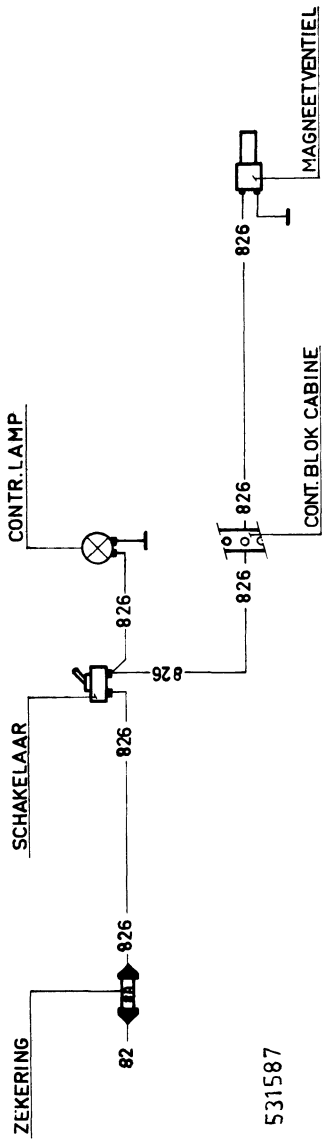 ZEKERING
SCHAKELAAR
CONTR. LAMP
CONT. BLOK CABINE
MAGNEETVENTIEL
82
826
826
826
826
826
826
826
531587